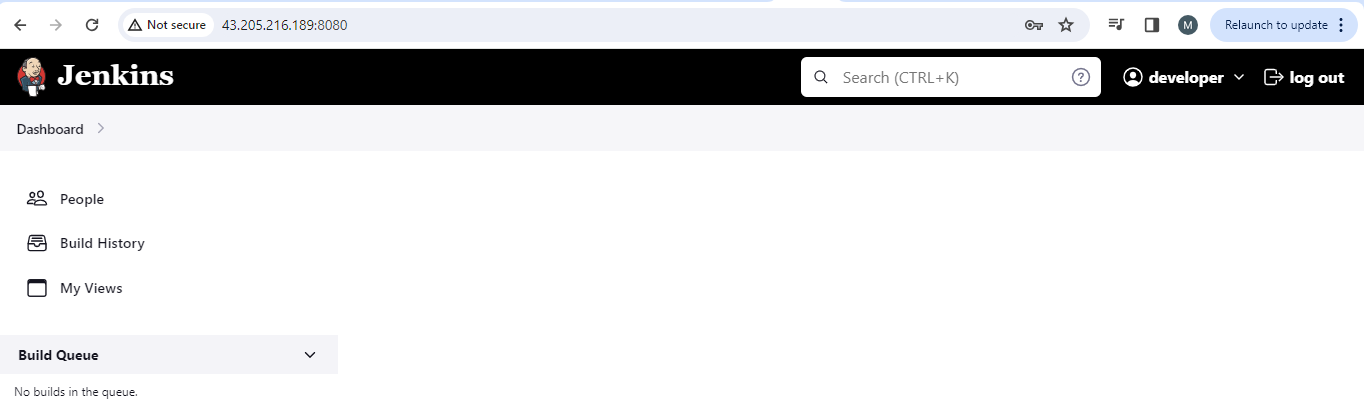 Not secure 43.205.216.189:8080 M Relaunch to update
Jenkins Search (CTRL+K) ? developer log out
Dashboard
People
Build History
My Views
Build Queue
No builds in the queue.